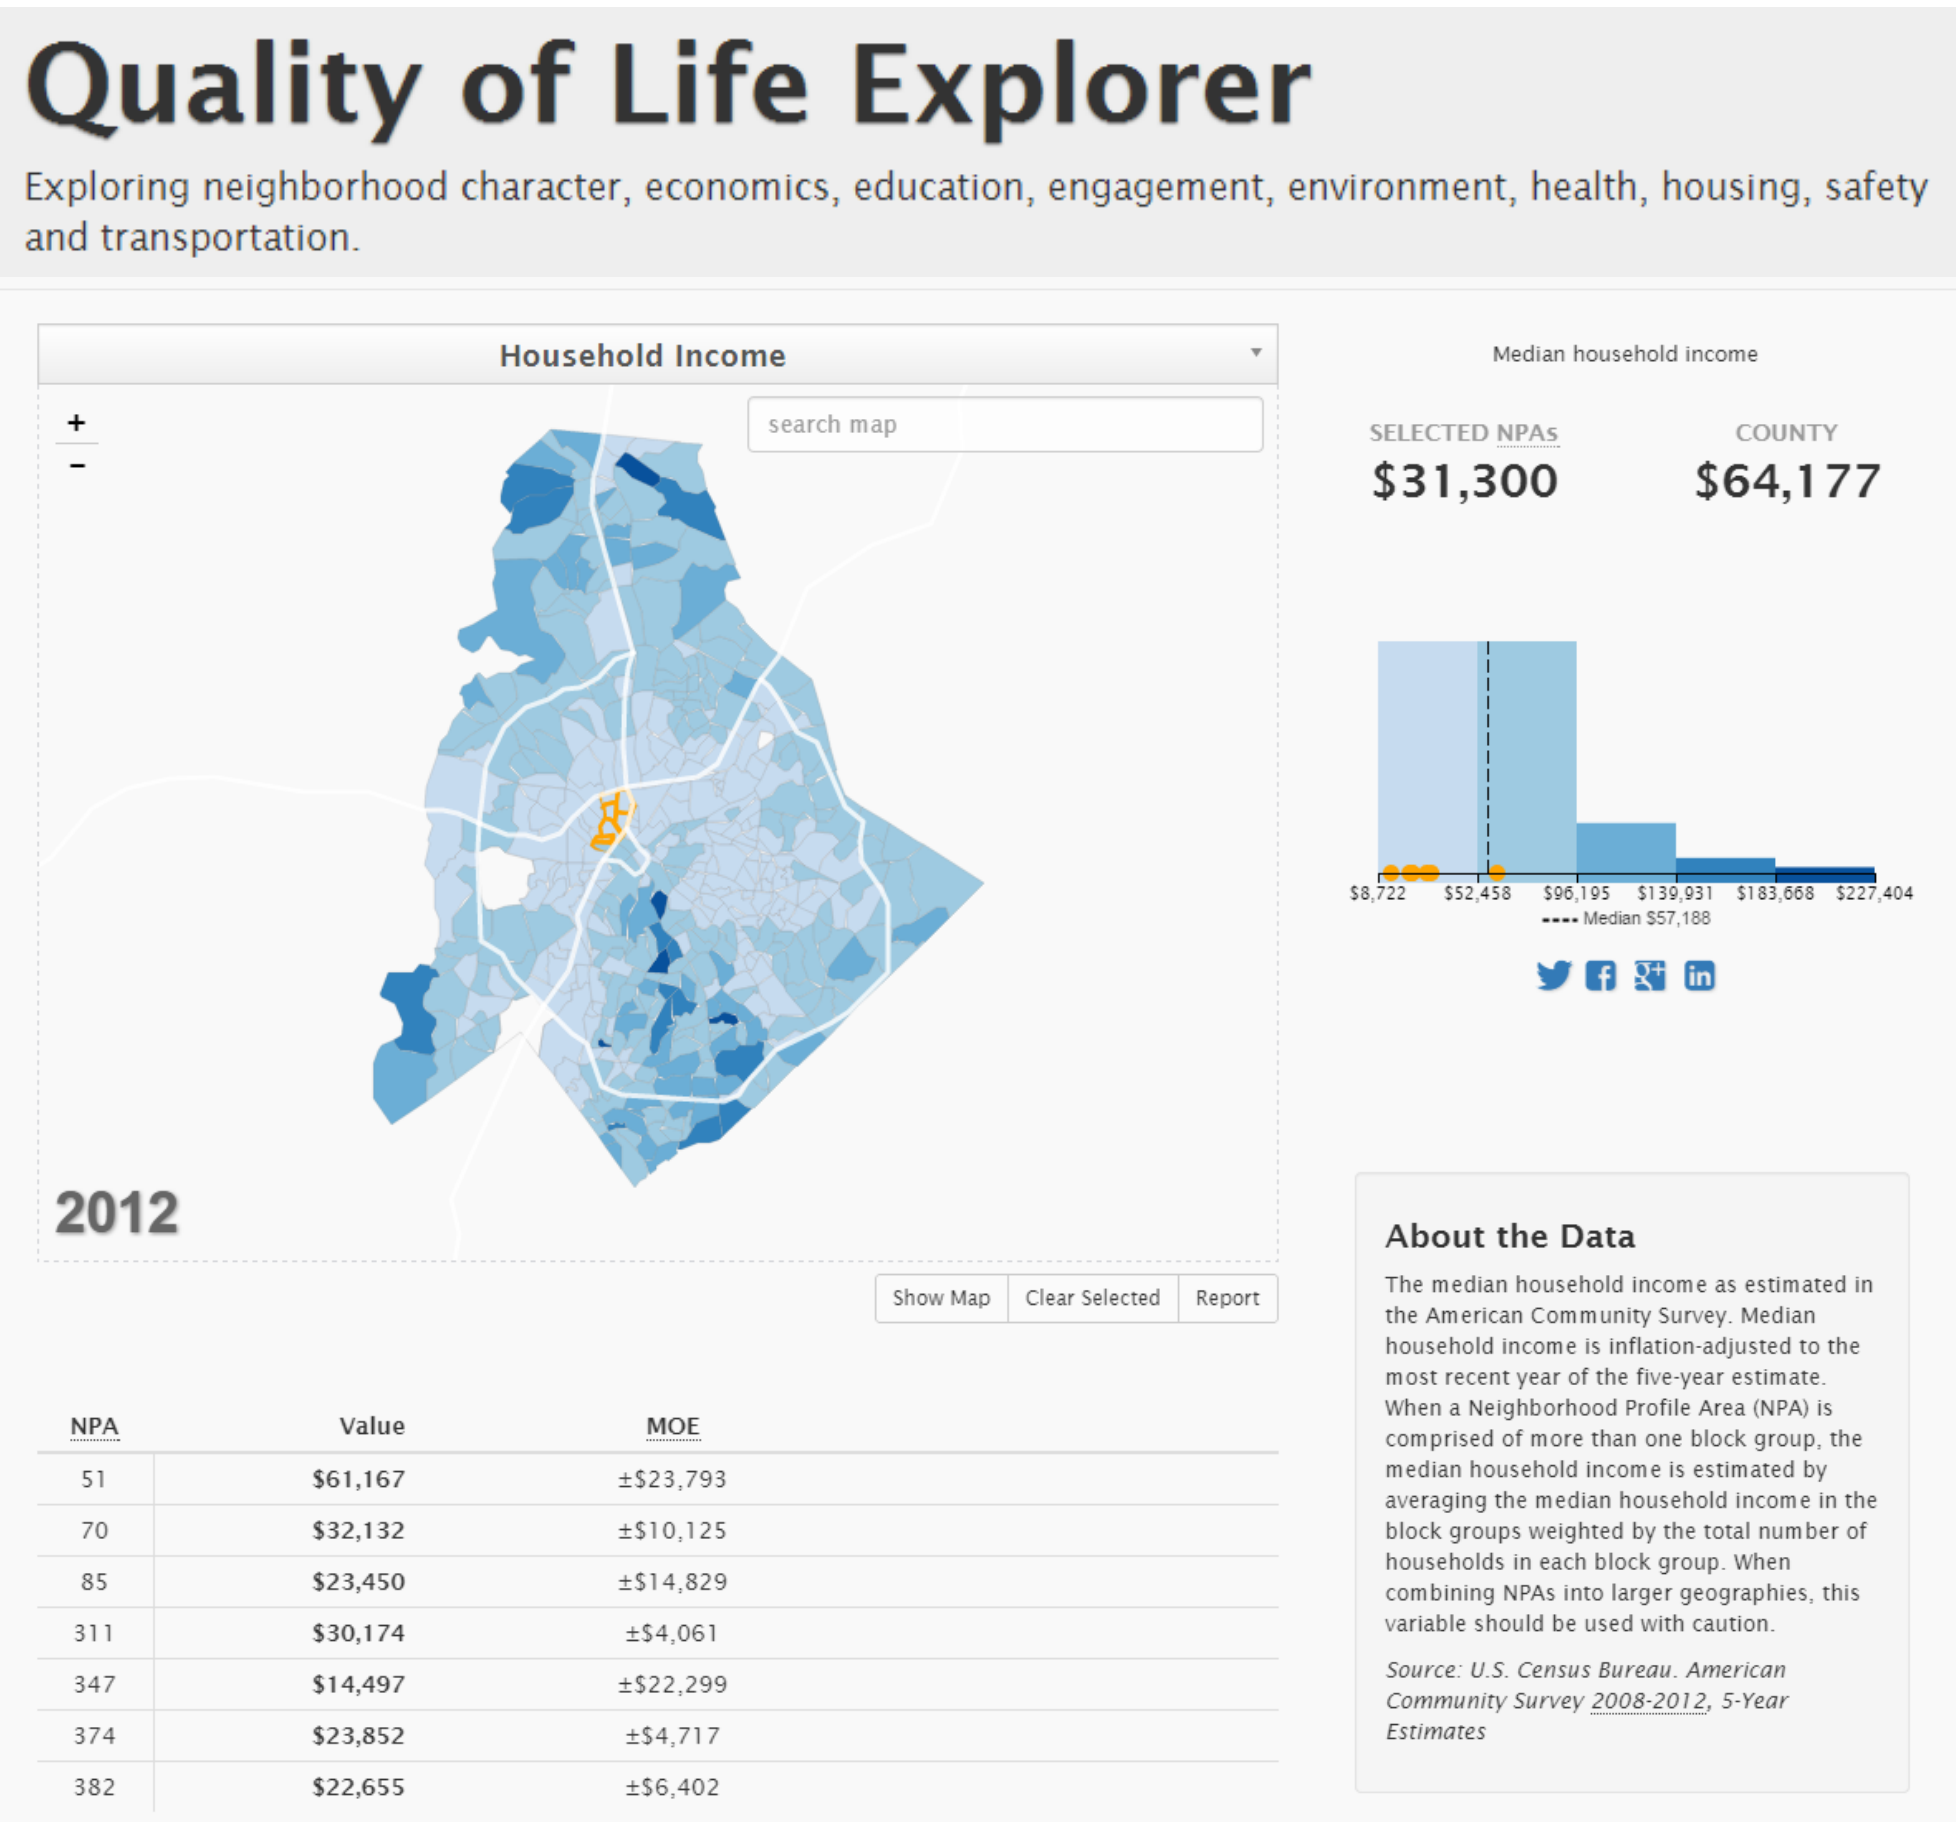 Quality of Life Explorer
Exploring neighborhood character, economics, education, engagement, environment, health, housing, safety
and transportation.
Household Income
+
search map
–
2012
Show Map Clear Selected Report
Median household income
SELECTED NPAs COUNTY
$31,300 $64,177
$8,722 $52,458 $96,195 $139,931 $183,668 $227,404
Median $57,188
NPA Value MOE
51 $61,167 ±$23,793
70 $32,132 ±$10,125
85 $23,450 ±$14,829
311 $30,174 ±$4,061
347 $14,497 ±$22,299
374 $23,852 ±$4,717
382 $22,655 ±$6,402
About the Data
The median household income as estimated in
the American Community Survey. Median
household income is inflation-adjusted to the
most recent year of the five-year estimate.
When a Neighborhood Profile Area (NPA) is
comprised of more than one block group, the
median household income is estimated by
averaging the median household income in the
block groups weighted by the total number of
households in each block group. When
combining NPAs into larger geographies, this
variable should be used with caution.
Source: U.S. Census Bureau. American
Community Survey 2008-2012, 5-Year
Estimates